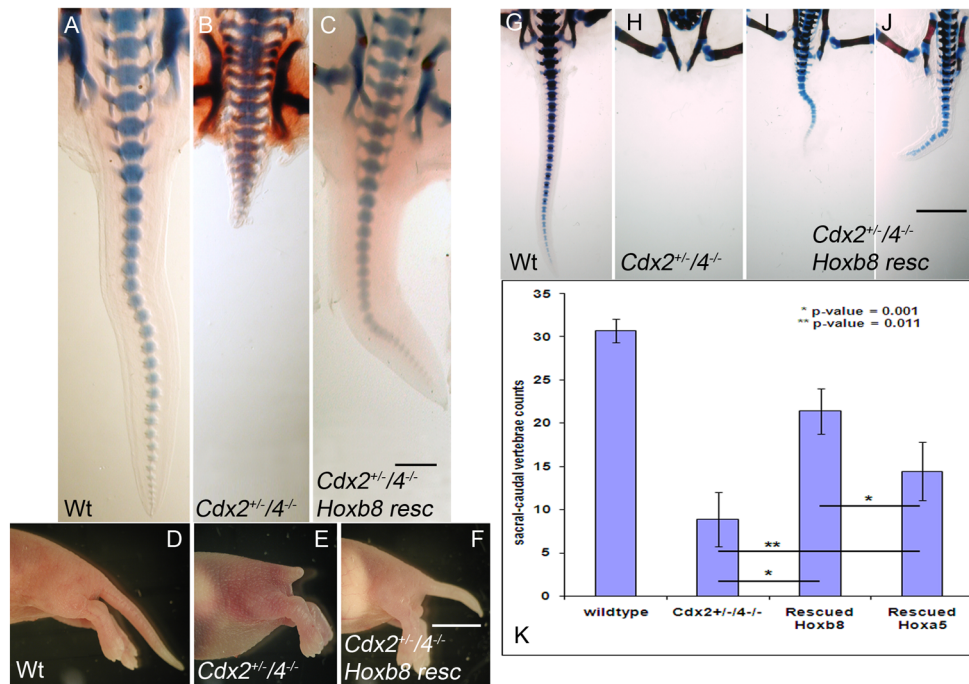 A
B
C
Wt
Cdx2+/-/4-/-
Cdx2+/-/4-/-
Hoxb8 resc
D
E
F
Wt
Cdx2+/-/4-/-
Cdx2+/-/4-/-
Hoxb8 resc
G
H
I
J
Wt
Cdx2+/-/4-/-
Cdx2+/-/4-/-
Hoxb8 resc
35
30
25
20
15
10
5
0
sacral-caudal vertebrae counts
* p-value = 0.001
** p-value = 0.011
*
**
*
wildtype
Cdx2+/-/4-/-
Rescued
Hoxb8
Rescued
Hoxa5
K